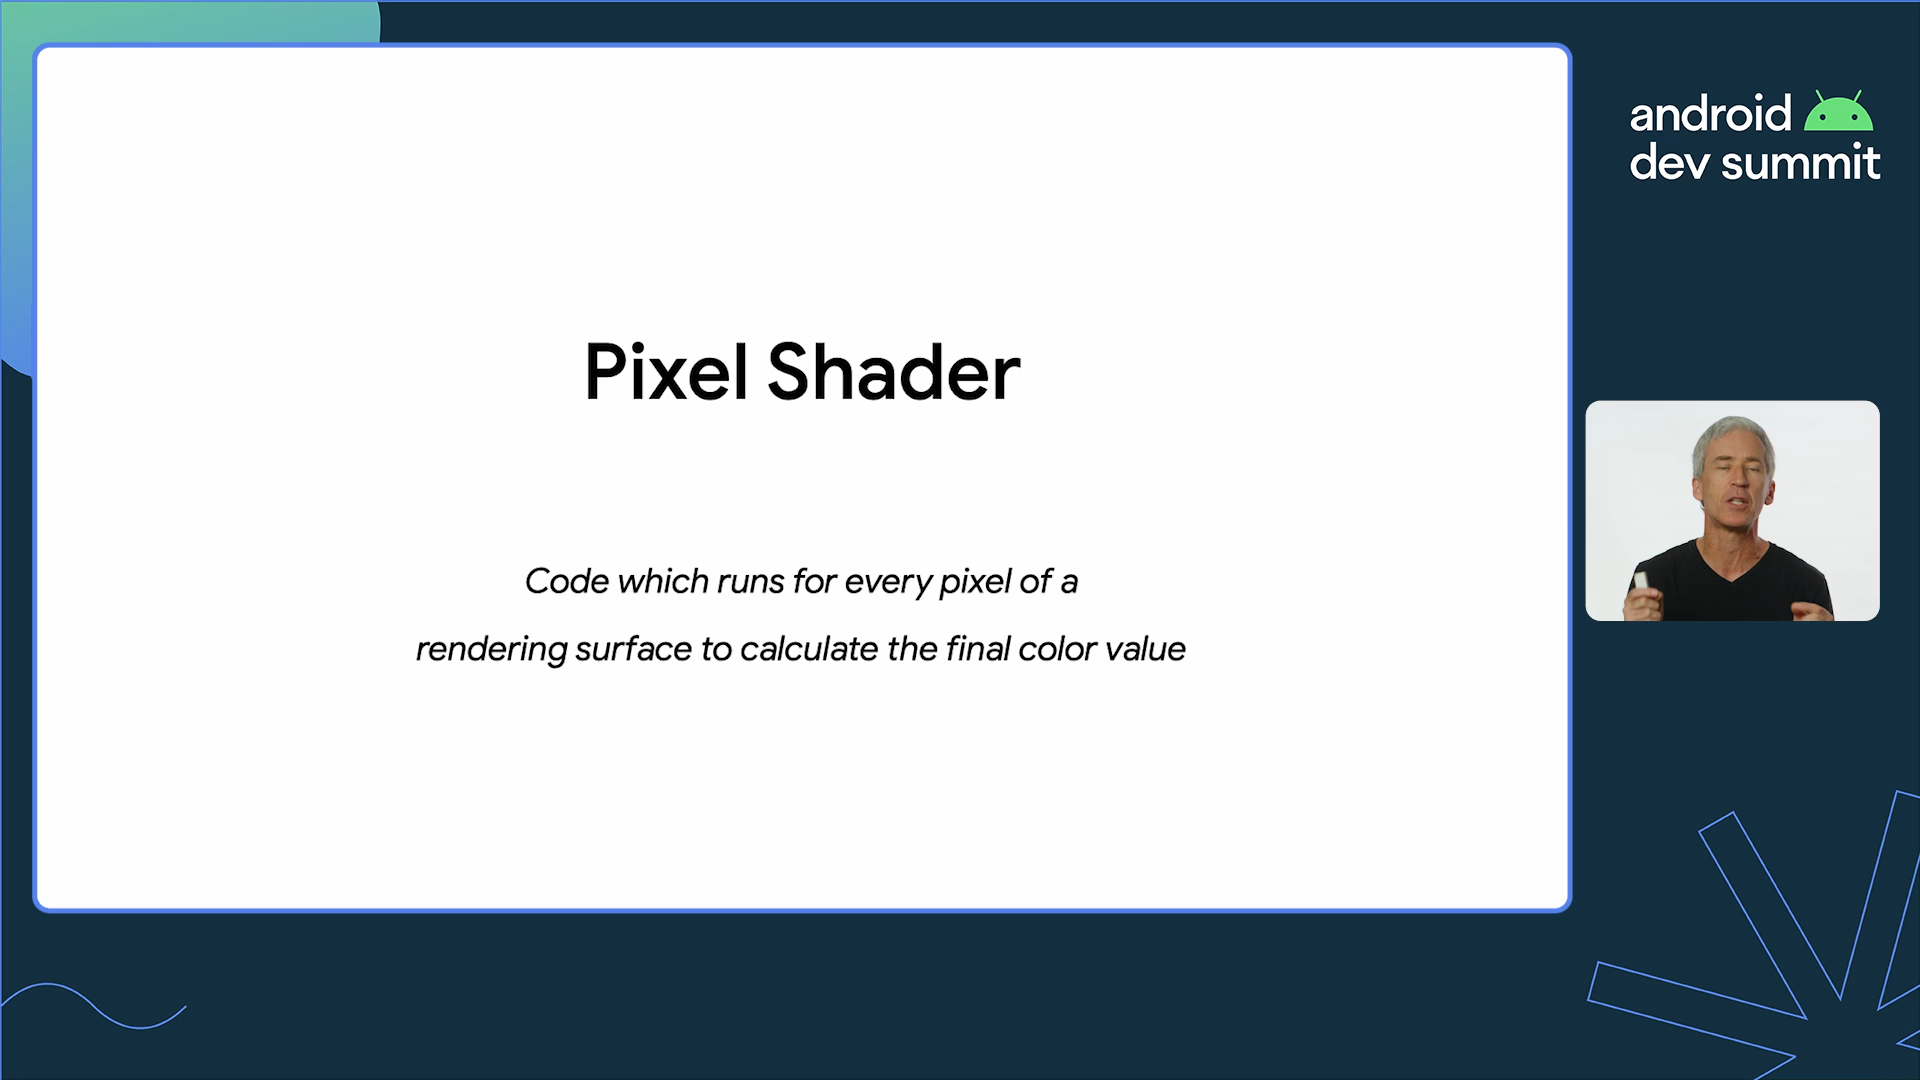 Pixel Shader
Code which runs for every pixel of a
rendering surface to calculate the final color value
android
dev summit